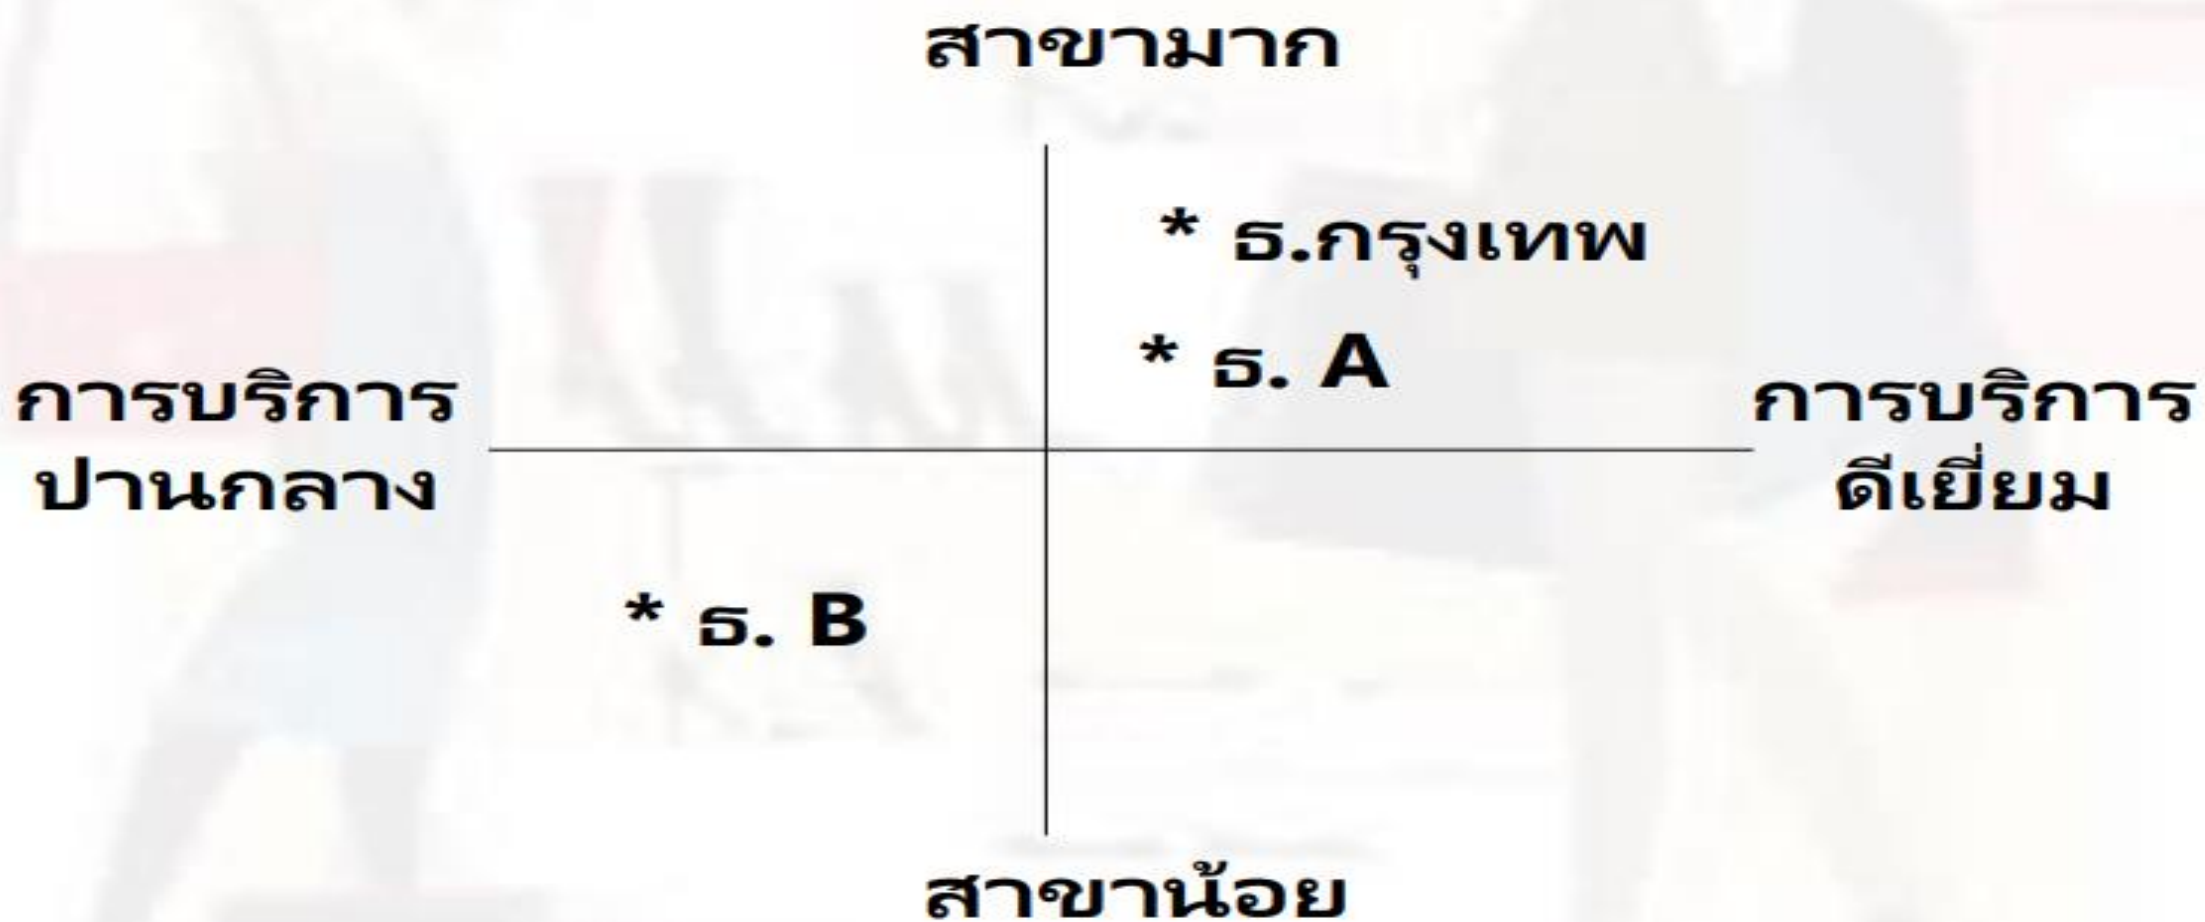 สาขามาก
* ธ.กรุงเทพ
* ธ. A
การบริการ
ปานกลาง
การบริการ
ดีเยี่ยม
* ธ. B
สาขาน้อย